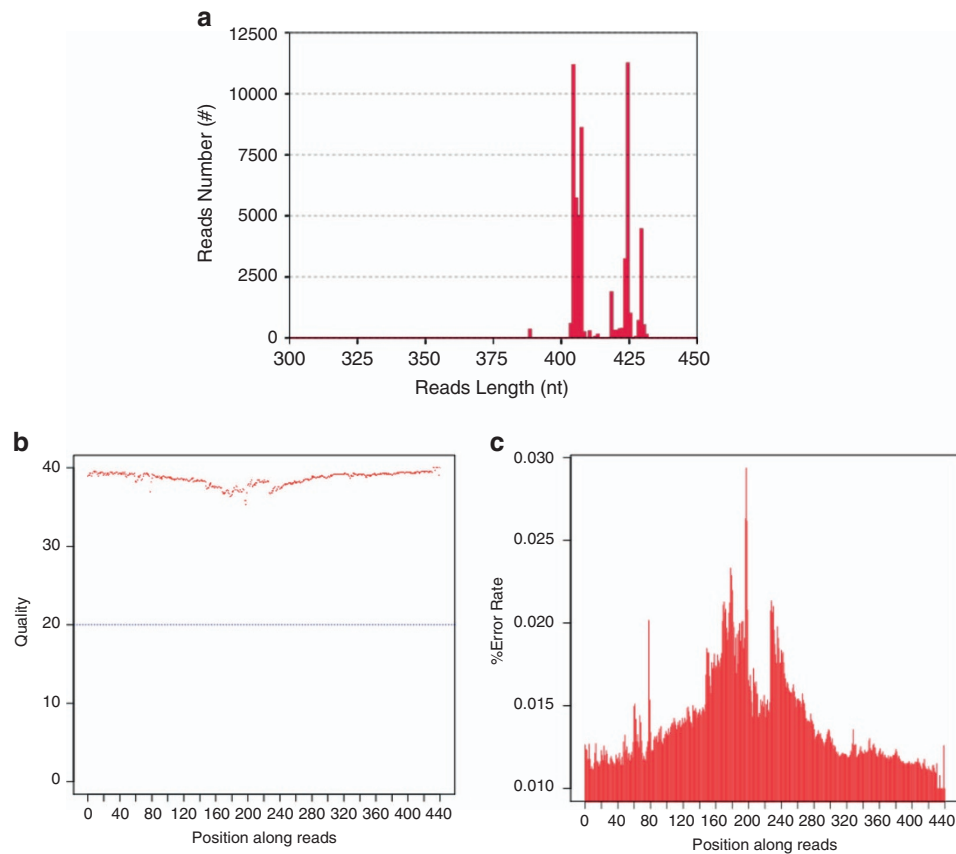 a
12500
10000
7500
5000
2500
0
Reads Number (#)
300 325 350 375 400 425 450
Reads Length (nt)
b
40
30
20
10
0
Quality
0 40 80 120 160 200 240 280 320 360 400 440
Position along reads
c
0.030
0.025
0.020
0.015
0.010
%Error Rate
0 40 80 120 160 200 240 280 320 360 400 440
Position along reads